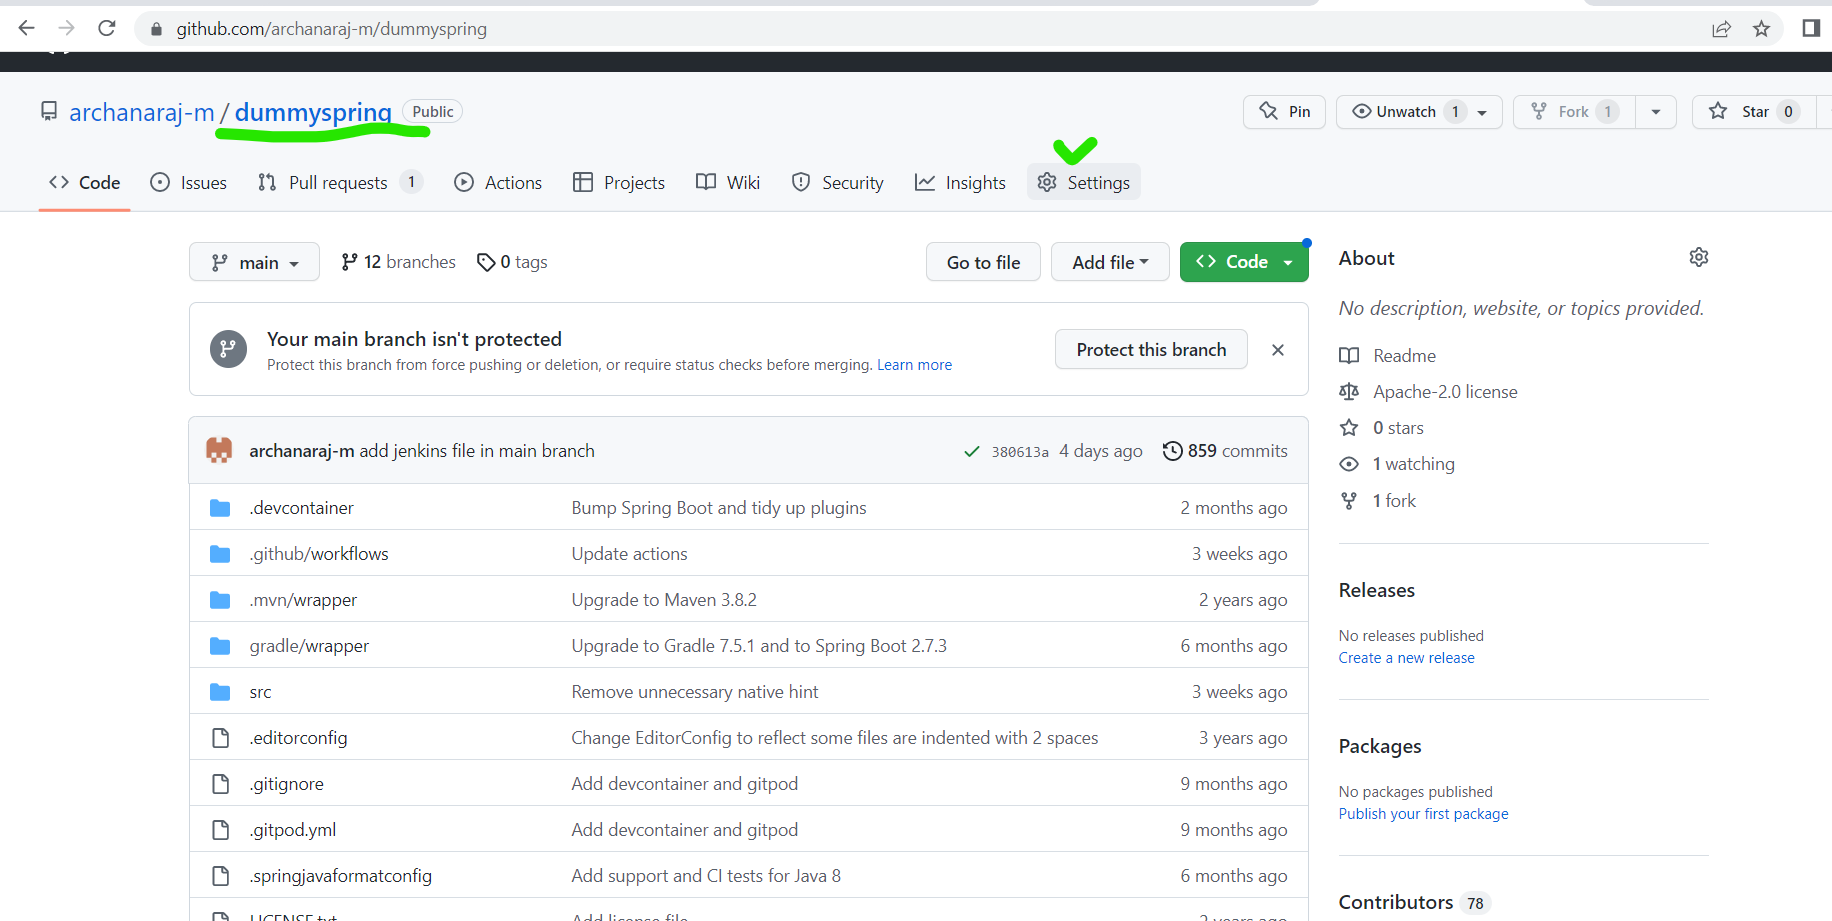 github.com/archanaraj-m/dummyspring
archanaraj-m / dummyspring Public
Pin Unwatch 1 Fork 1 Star 0
Code Issues Pull requests 1 Actions Projects Wiki Security Insights Settings
main 12 branches 0 tags Go to file Add file Code
Your main branch isn't protected
Protect this branch from force pushing or deletion, or require status checks before merging. Learn more
Protect this branch
archanaraj-m add jenkins file in main branch 380613a 4 days ago 859 commits
.devcontainer Bump Spring Boot and tidy up plugins 2 months ago
.github/workflows Update actions 3 weeks ago
.mvn/wrapper Upgrade to Maven 3.8.2 2 years ago
gradle/wrapper Upgrade to Gradle 7.5.1 and to Spring Boot 2.7.3 6 months ago
src Remove unnecessary native hint 3 weeks ago
.editorconfig Change EditorConfig to reflect some files are indented with 2 spaces 3 years ago
.gitignore Add devcontainer and gitpod 9 months ago
.gitpod.yml Add devcontainer and gitpod 9 months ago
.springjavaformatconfig Add support and CI tests for Java 8 6 months ago
LICENSE.txt Add license file 2 years ago
About
No description, website, or topics provided.
Readme
Apache-2.0 license
0 stars
1 watching
1 fork
Releases
No releases published
Create a new release
Packages
No packages published
Publish your first package
Contributors 78